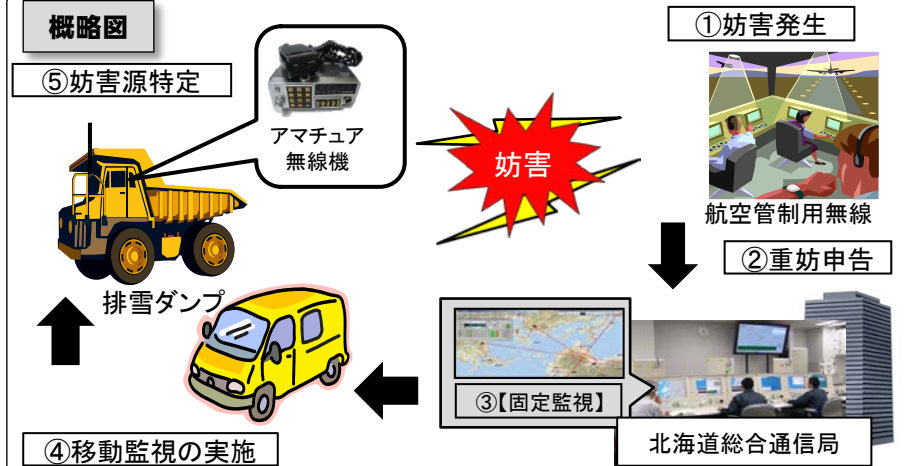 概略図
①妨害発生
⑤妨害源特定
アマチュア
無線機
妨害
航空管制用無線
②重妨申告
排雪ダンプ
③【固定監視】
北海道総合通信局
④移動監視の実施